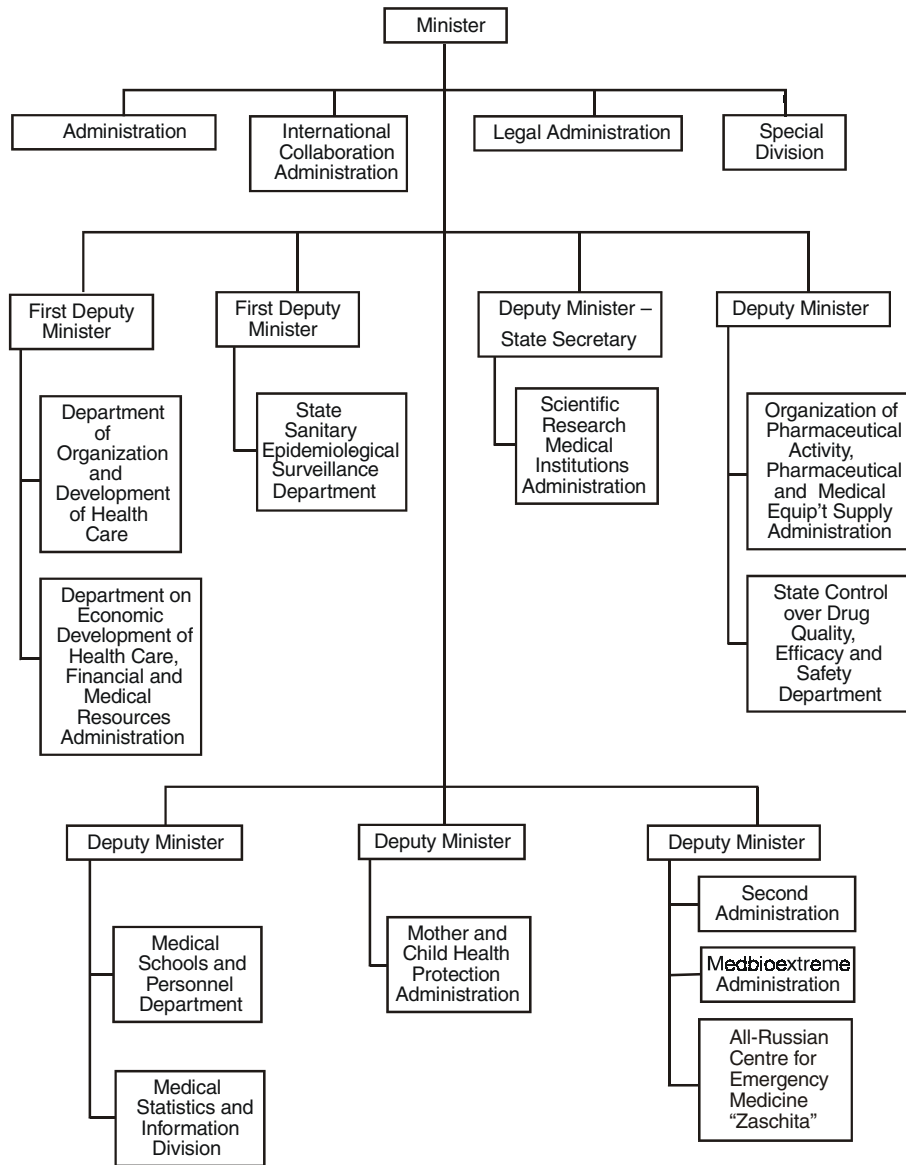 Minister
Administration
International
Collaboration
Administration
Legal Administration
Special
Division
First Deputy
Minister
First Deputy
Minister
Deputy Minister –
State Secretary
Deputy Minister
Department
of
Organization
and
Development
of Health
Care
State
Sanitary
Epidemiological
Surveillance
Department
Scientific
Research
Medical
Institutions
Administration
Organization of
Pharmaceutical
Activity,
Pharmaceutical
and Medical
Equip't Supply
Administration
Department on
Economic
Development of
Health Care,
Financial and
Medical
Resources
Administration
State Control
over Drug
Quality,
Efficacy and
Safety
Department
Deputy Minister
Deputy Minister
Deputy Minister
Medical
Schools and
Personnel
Department
Medical
Statistics and
Information
Division
Mother and
Child Health
Protection
Administration
Second
Administration
Medbioextreme
Administration
All-Russian
Centre for
Emergency
Medicine
“Zaschita”